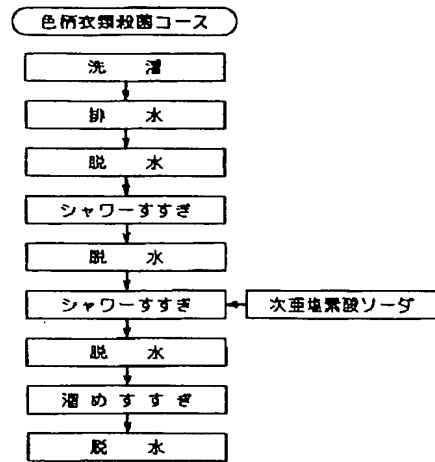 色柄衣類殺菌コース
洗濯
排水
脱水
シャワーすすぎ
脱水
シャワーすすぎ
次亜塩素酸ソーダ
脱水
溜めすすぎ
脱水